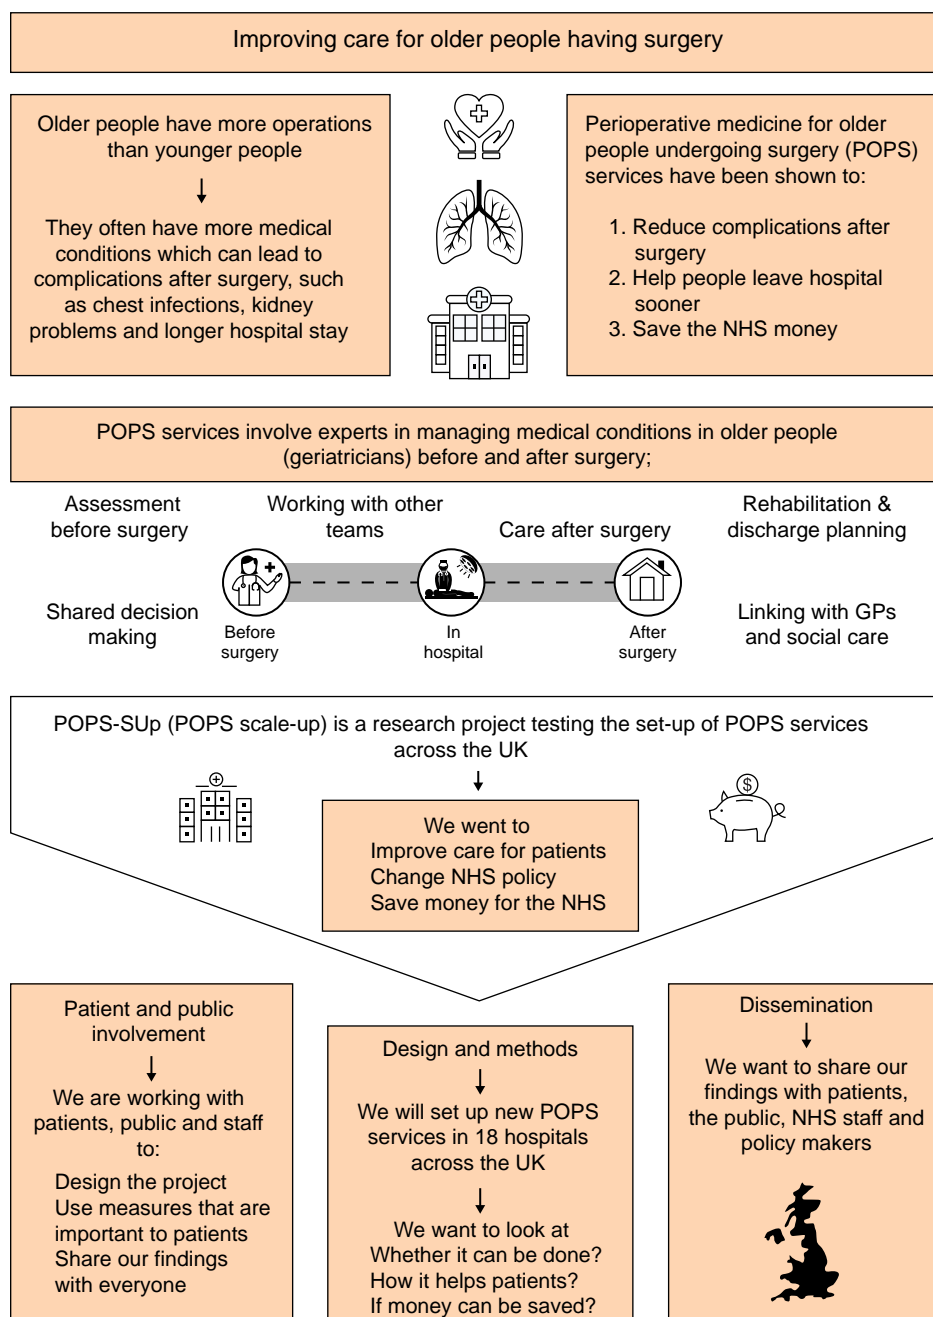 Improving care for older people having surgery
Older people have more operations
than younger people
They often have more medical
conditions which can lead to
complications after surgery, such
as chest infections, kidney
problems and longer hospital stay
Perioperative medicine for older
people undergoing surgery (POPS)
services have been shown to:
1. Reduce complications after
surgery
2. Help people leave hospital
sooner
3. Save the NHS money
POPS services involve experts in managing medical conditions in older people
(geriatricians) before and after surgery;
Assessment
before surgery
Working with other
teams
Care after surgery
Rehabilitation &
discharge planning
Shared decision
making
Before
surgery
In
hospital
After
surgery
Linking with GPs
and social care
POPS-SUp (POPS scale-up) is a research project testing the set-up of POPS services
across the UK
$
We went to
Improve care for patients
Change NHS policy
Save money for the NHS
Patient and public
involvement
We are working with
patients, public and staff
to:
Design the project
Use measures that are
important to patients
Share our findings
with everyone
Design and methods
We will set up new POPS
services in 18 hospitals
across the UK
We want to look at
Whether it can be done?
How it helps patients?
If money can be saved?
Dissemination
We want to share our
findings with patients,
the public, NHS staff and
policy makers